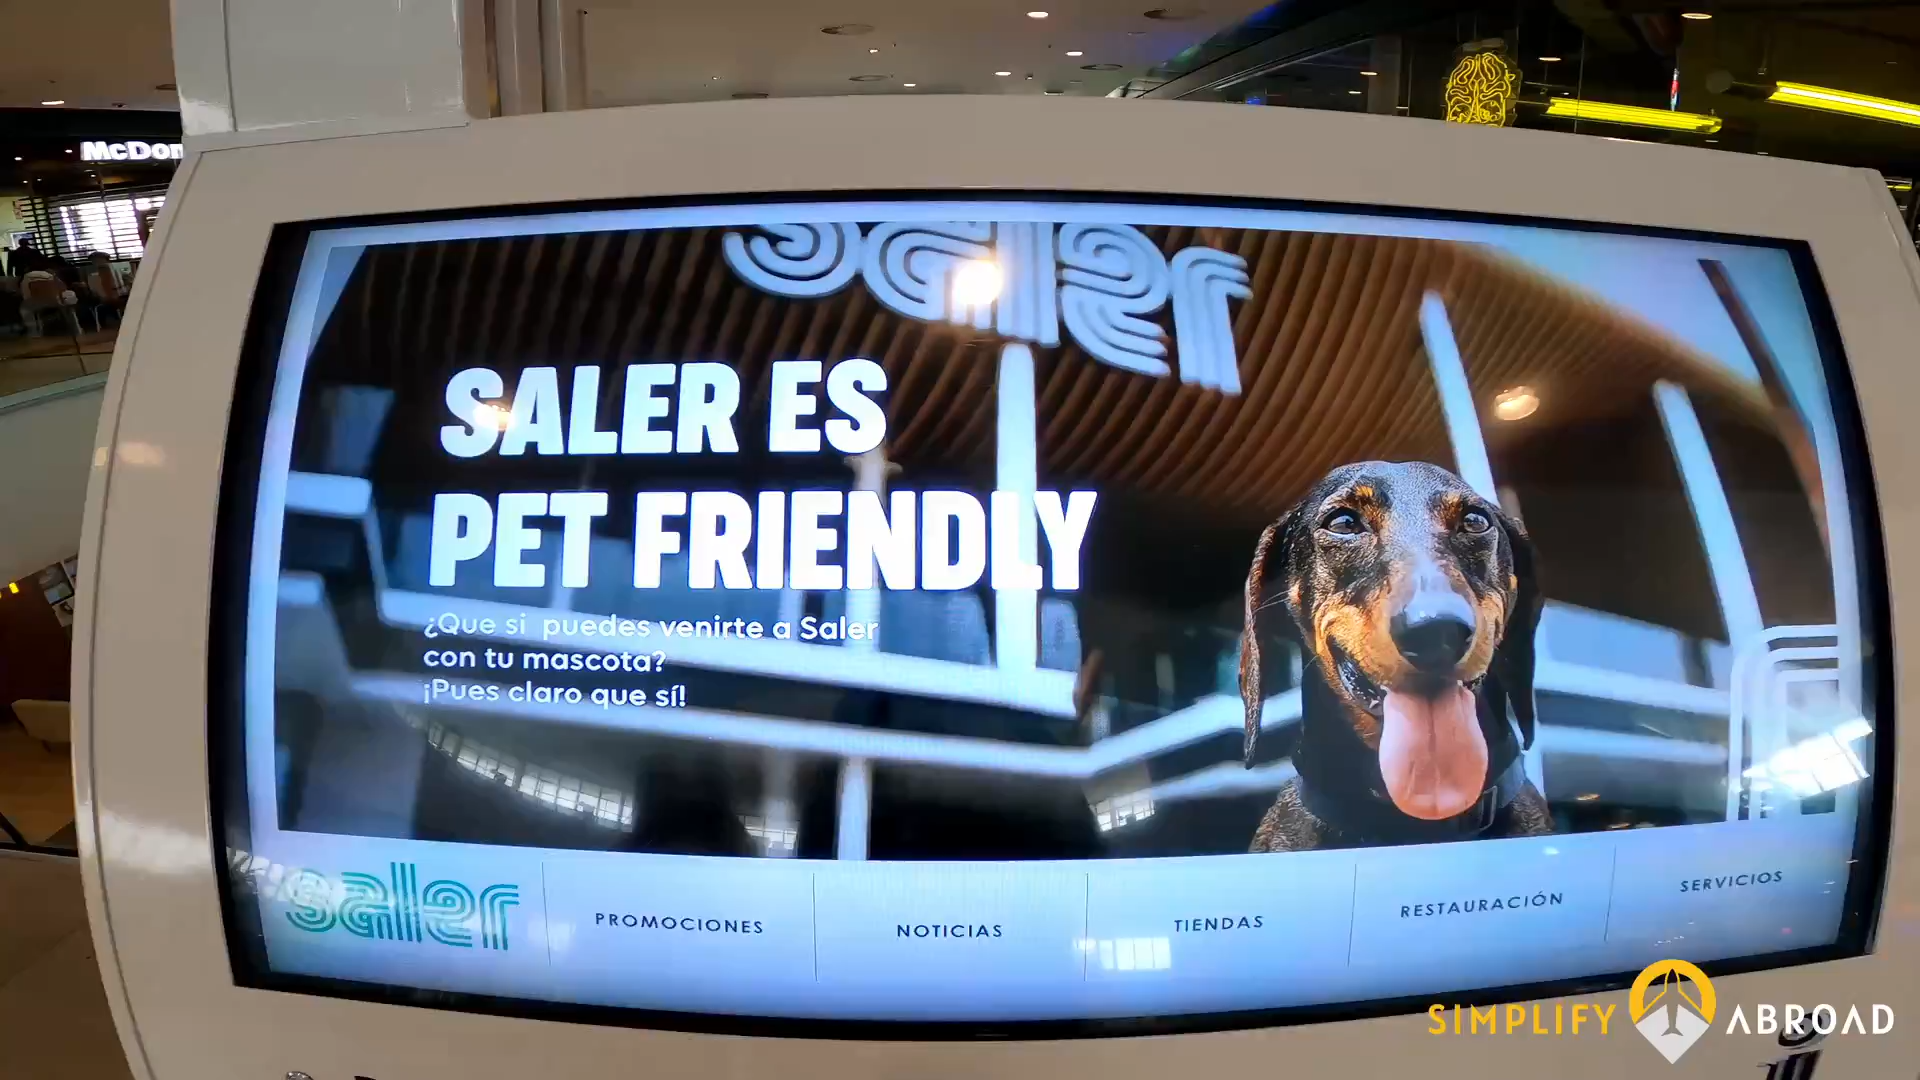 McDon
saler
SALER ES
PET FRIENDLY
¿Que si puedes venirte a Saler
con tu mascota?
¡Pues claro que sí!
saler
PROMOCIONES
NOTICIAS
TIENDAS
RESTAURACIÓN
SERVICIOS
SIMPLIFY ABROAD